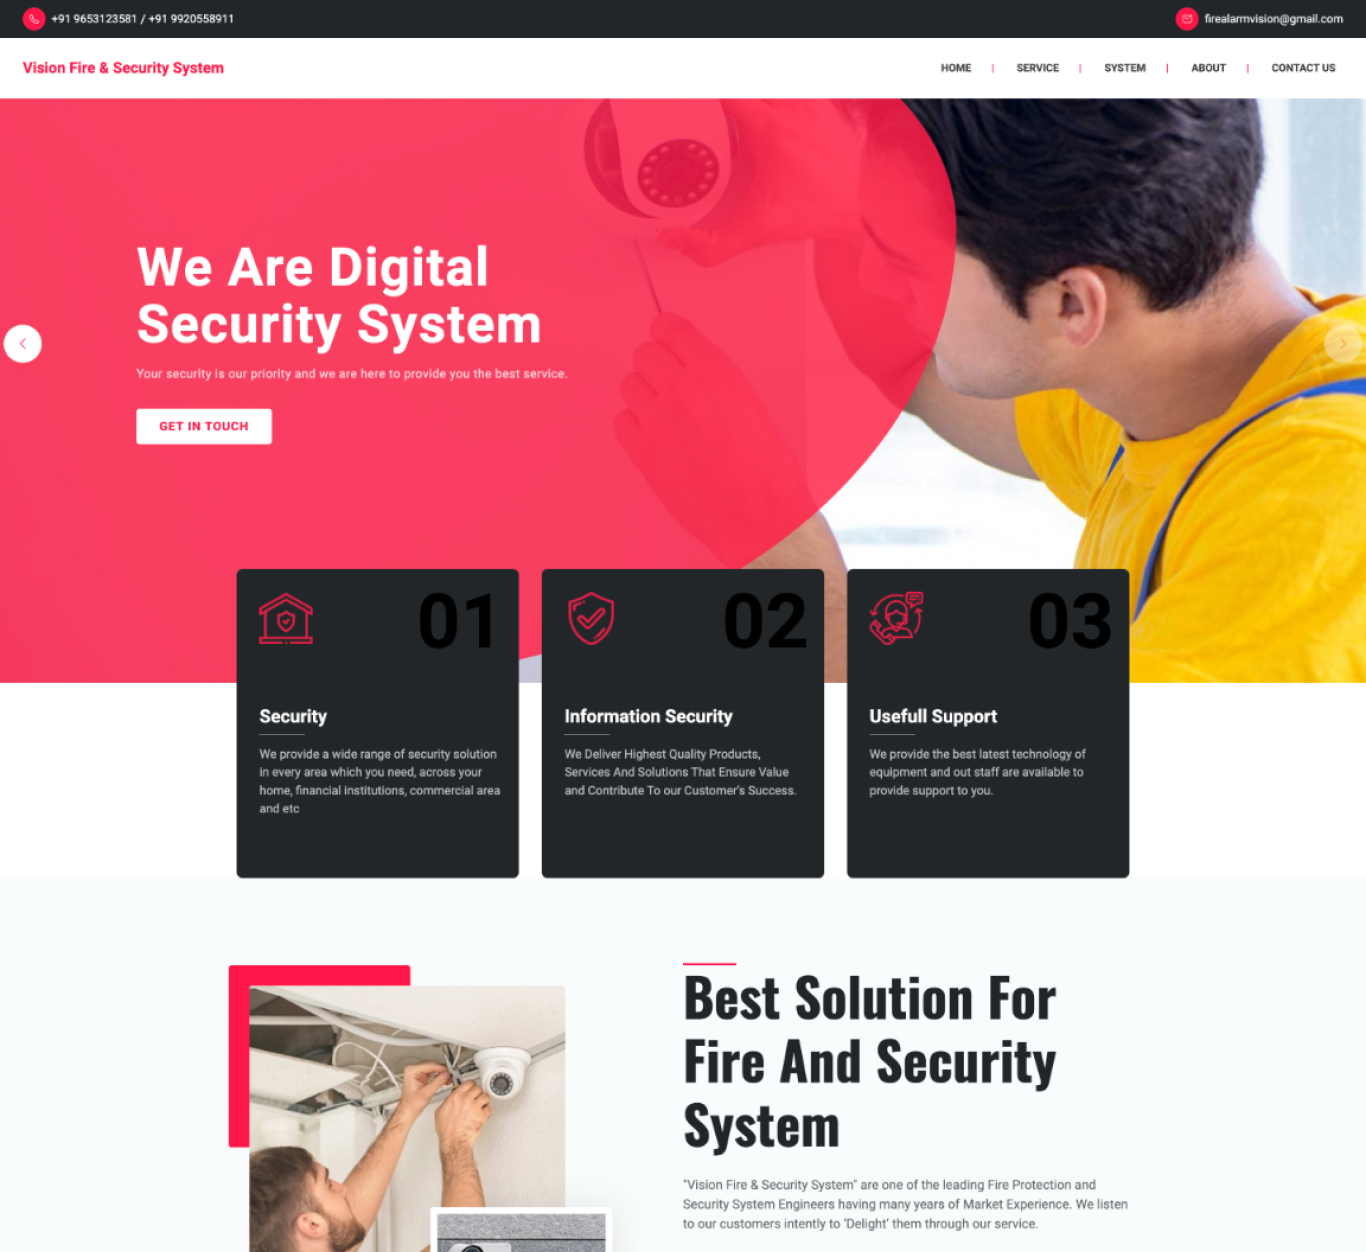 +91 9653123581 / +91 9920558911
firealarmvision@gmail.com
Vision Fire & Security System
HOME | SERVICE | SYSTEM | ABOUT | CONTACT US
We Are Digital
Security System
Your security is our priority and we are here to provide you the best service.
GET IN TOUCH
01
Security
We provide a wide range of security solution
in every area which you need, across your
home, financial institutions, commercial area
and etc
02
Information Security
We Deliver Highest Quality Products,
Services And Solutions That Ensure Value
and Contribute To our Customer's Success.
03
Usefull Support
We provide the best latest technology of
equipment and out staff are available to
provide support to you.
Best Solution For
Fire And Security
System
"Vision Fire & Security System" are one of the leading Fire Protection and
Security System Engineers having many years of Market Experience. We listen
to our customers intently to 'Delight' them through our service.